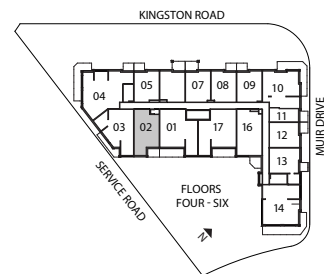 KINGSTON ROAD
04 05 07 08 09 10
11
03 02 01 17 16 12
13
14
SERVICE ROAD
MUIR DRIVE
FLOORS
FOUR - SIX
N